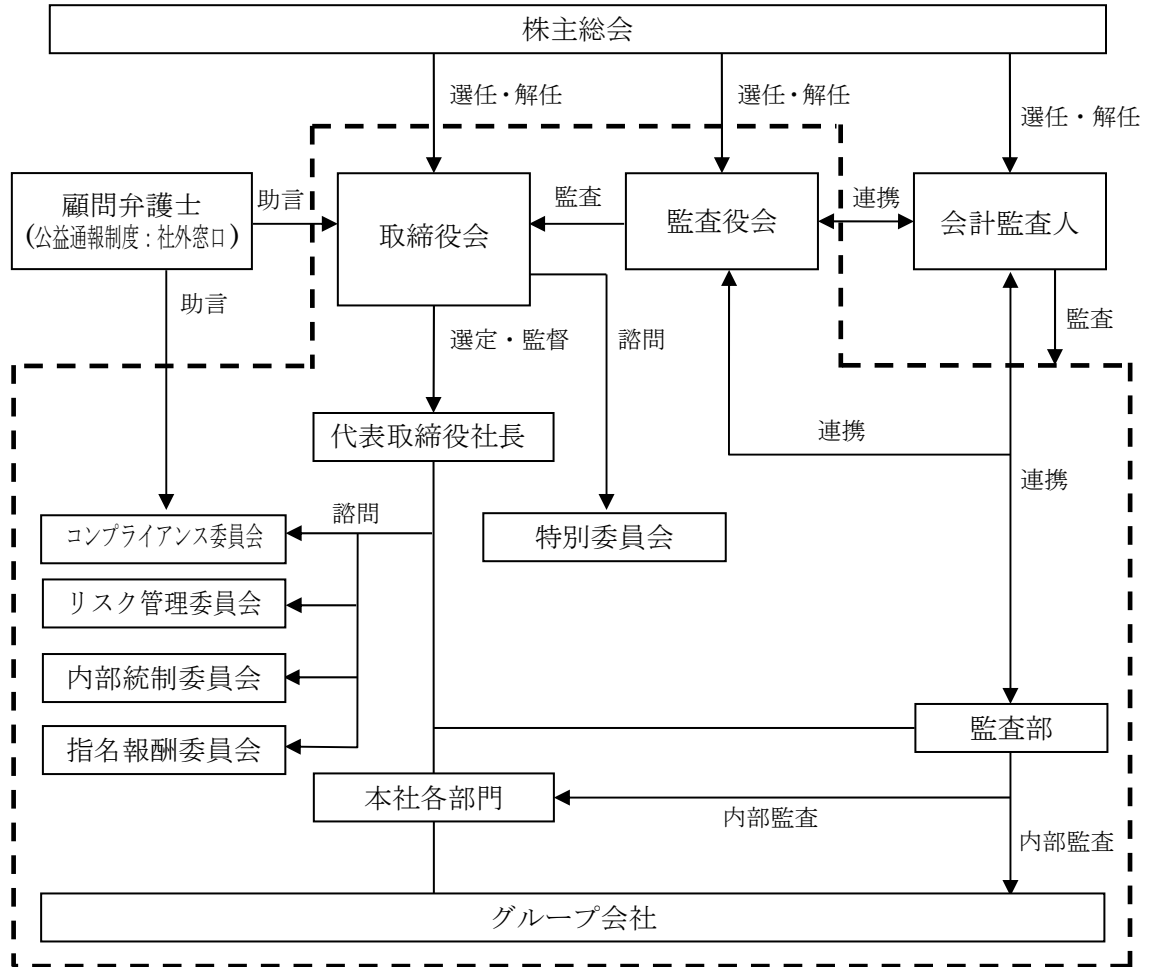 株主総会
選任・解任
選任・解任
選任・解任
顧問弁護士
(公益通報制度：社外窓口)
助言
取締役会
監査
監査役会
連携
会計監査人
助言
選定・監督
諮問
監査
代表取締役社長
連携
連携
諮問
コンプライアンス委員会
特別委員会
リスク管理委員会
内部統制委員会
指名報酬委員会
監査部
本社各部門
内部監査
内部監査
グループ会社